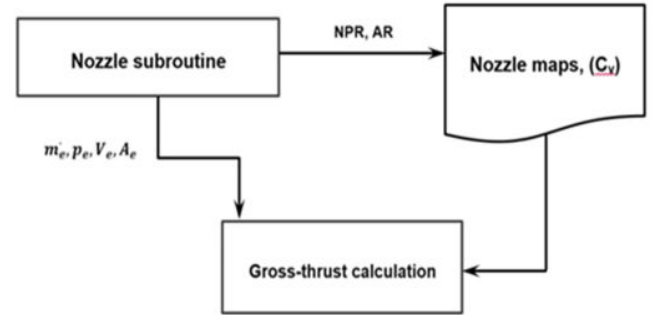 Nozzle subroutine
NPR, AR
Nozzle maps, (Cᵥ)
ṁₑ, pₑ, Vₑ, Aₑ
Gross-thrust calculation